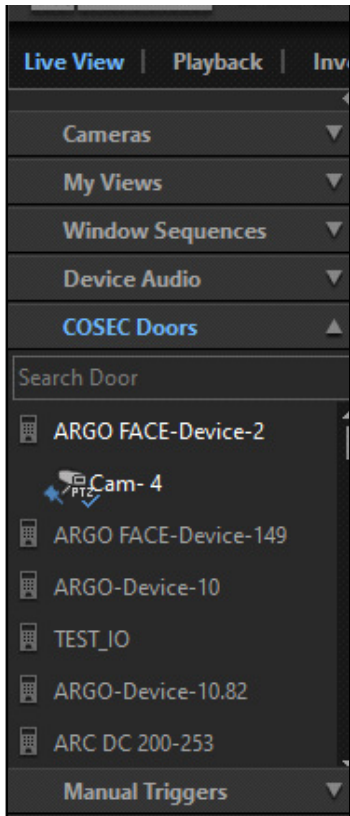 Live View | Playback | Inv
Cameras
My Views
Window Sequences
Device Audio
COSEC Doors
Search Door
ARGO FACE-Device-2
PTZ Cam- 4
ARGO FACE-Device-149
ARGO-Device-10
TEST_IO
ARGO-Device-10.82
ARC DC 200-253
Manual Triggers